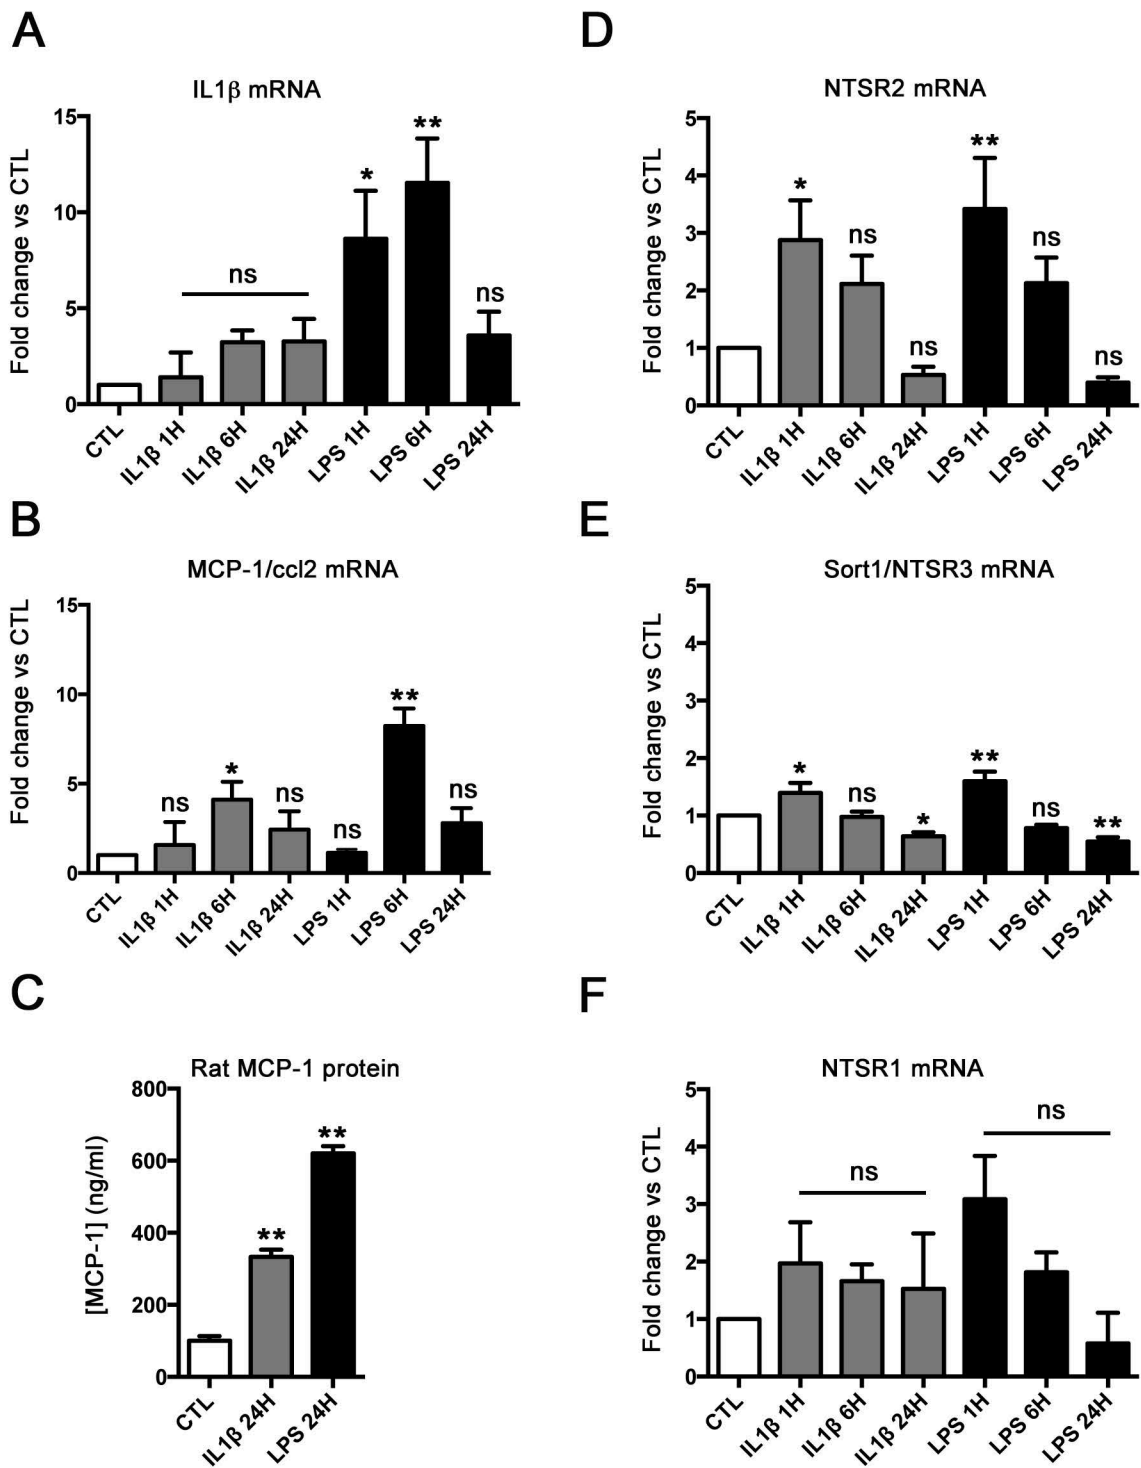 A
IL1β mRNA
Fold change vs CTL
15
10
5
0
ns
*
**
ns
CTL
IL1β 1H
IL1β 6H
IL1β 24H
LPS 1H
LPS 6H
LPS 24H
B
MCP-1/ccl2 mRNA
Fold change vs CTL
15
10
5
0
ns
*
ns
ns
**
ns
CTL
IL1β 1H
IL1β 6H
IL1β 24H
LPS 1H
LPS 6H
LPS 24H
C
Rat MCP-1 protein
[MCP-1] (ng/ml)
800
600
400
200
0
**
**
CTL
IL1β 24H
LPS 24H
D
NTSR2 mRNA
Fold change vs CTL
5
4
3
2
1
0
*
ns
ns
**
ns
ns
CTL
IL1β 1H
IL1β 6H
IL1β 24H
LPS 1H
LPS 6H
LPS 24H
E
Sort1/NTSR3 mRNA
Fold change vs CTL
5
4
3
2
1
0
*
ns
*
**
ns
**
CTL
IL1β 1H
IL1β 6H
IL1β 24H
LPS 1H
LPS 6H
LPS 24H
F
NTSR1 mRNA
Fold change vs CTL
5
4
3
2
1
0
ns
ns
CTL
IL1β 1H
IL1β 6H
IL1β 24H
LPS 1H
LPS 6H
LPS 24H